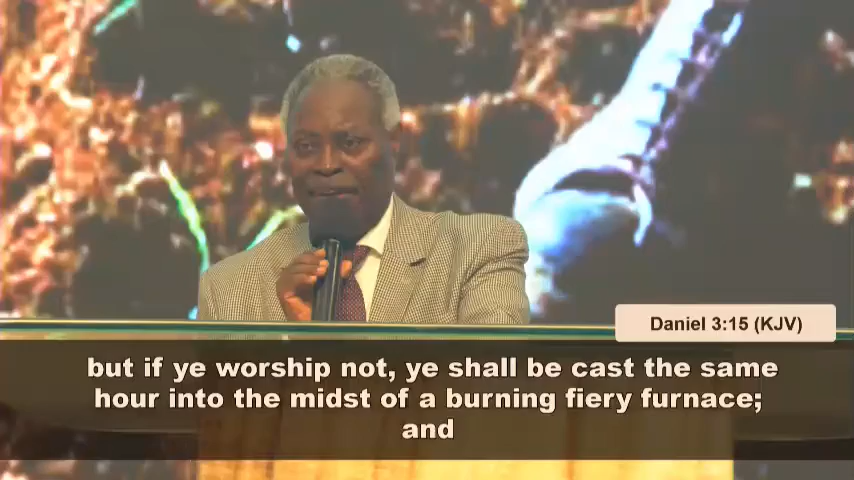 Daniel 3:15 (KJV)
but if ye worship not, ye shall be cast the same
hour into the midst of a burning fiery furnace;
and